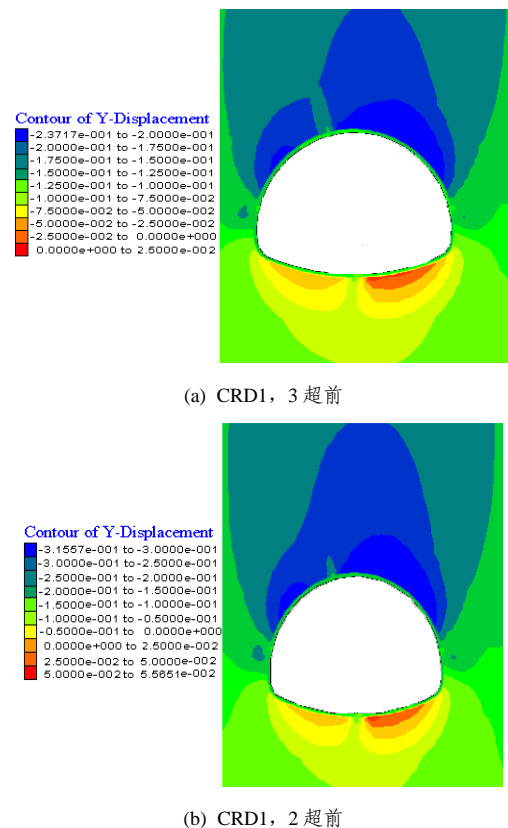 Contour of Y-Displacement
-2.3717e-001 to -2.0000e-001
-2.0000e-001 to -1.7500e-001
-1.7500e-001 to -1.5000e-001
-1.5000e-001 to -1.2500e-001
-1.2500e-001 to -1.0000e-001
-1.0000e-001 to -7.5000e-002
-7.5000e-002 to -5.0000e-002
-5.0000e-002 to -2.5000e-002
-2.5000e-002 to 0.0000e+000
0.0000e+000 to 2.5000e-002
(a) CRD1，3 超前
Contour of Y-Displacement
-3.1557e-001 to -3.0000e-001
-3.0000e-001 to -2.5000e-001
-2.5000e-001 to -2.0000e-001
-2.0000e-001 to -1.5000e-001
-1.5000e-001 to -1.0000e-001
-1.0000e-001 to -0.5000e-001
-0.5000e-001 to 0.0000e+000
0.0000e+000 to 2.5000e-002
2.5000e-002 to 5.0000e-002
5.0000e-002 to 5.5651e-002
(b) CRD1，2 超前